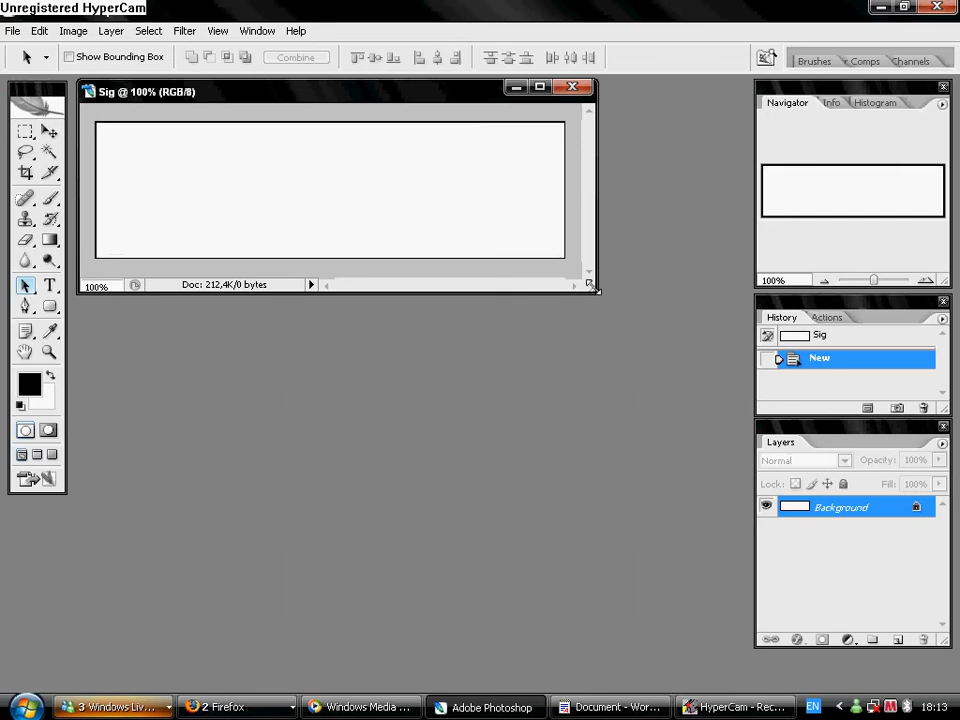 Unregistered HyperCam
File Edit Image Layer Select Filter View Window Help
Show Bounding Box Combine Brushes Comps Channels
Sig @ 100% (RGB/8)
Navigator Info Histogram
100%
100% Doc: 212,4K/0 bytes
History Actions
Sig
New
Layers
Normal Opacity: 100%
Lock: Fill: 100%
Background
T
3 Windows Liv... 2 Firefox Windows Media ... Adobe Photoshop Document - Wor... HyperCam - Rec... EN 18:13